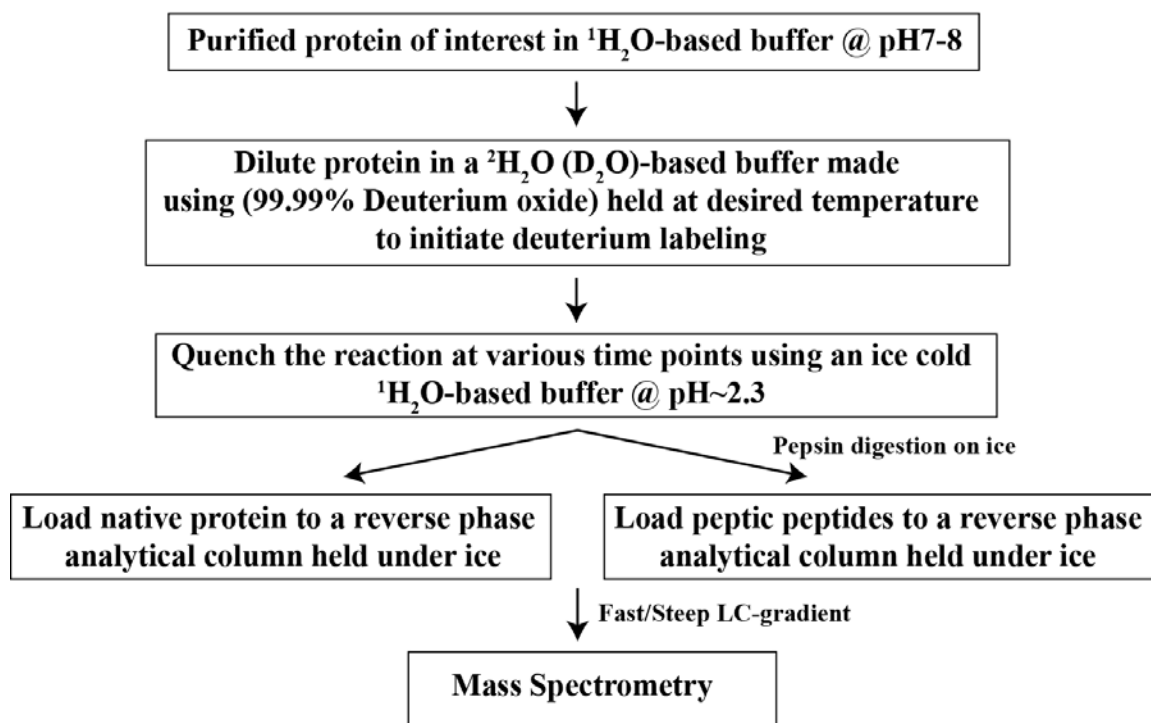 Purified protein of interest in ¹H₂O-based buffer @ pH7-8
Dilute protein in a ²H₂O (D₂O)-based buffer made
using (99.99% Deuterium oxide) held at desired temperature
to initiate deuterium labeling
Quench the reaction at various time points using an ice cold
¹H₂O-based buffer @ pH~2.3
Pepsin digestion on ice
Load native protein to a reverse phase
analytical column held under ice
Load peptic peptides to a reverse phase
analytical column held under ice
Fast/Steep LC-gradient
Mass Spectrometry